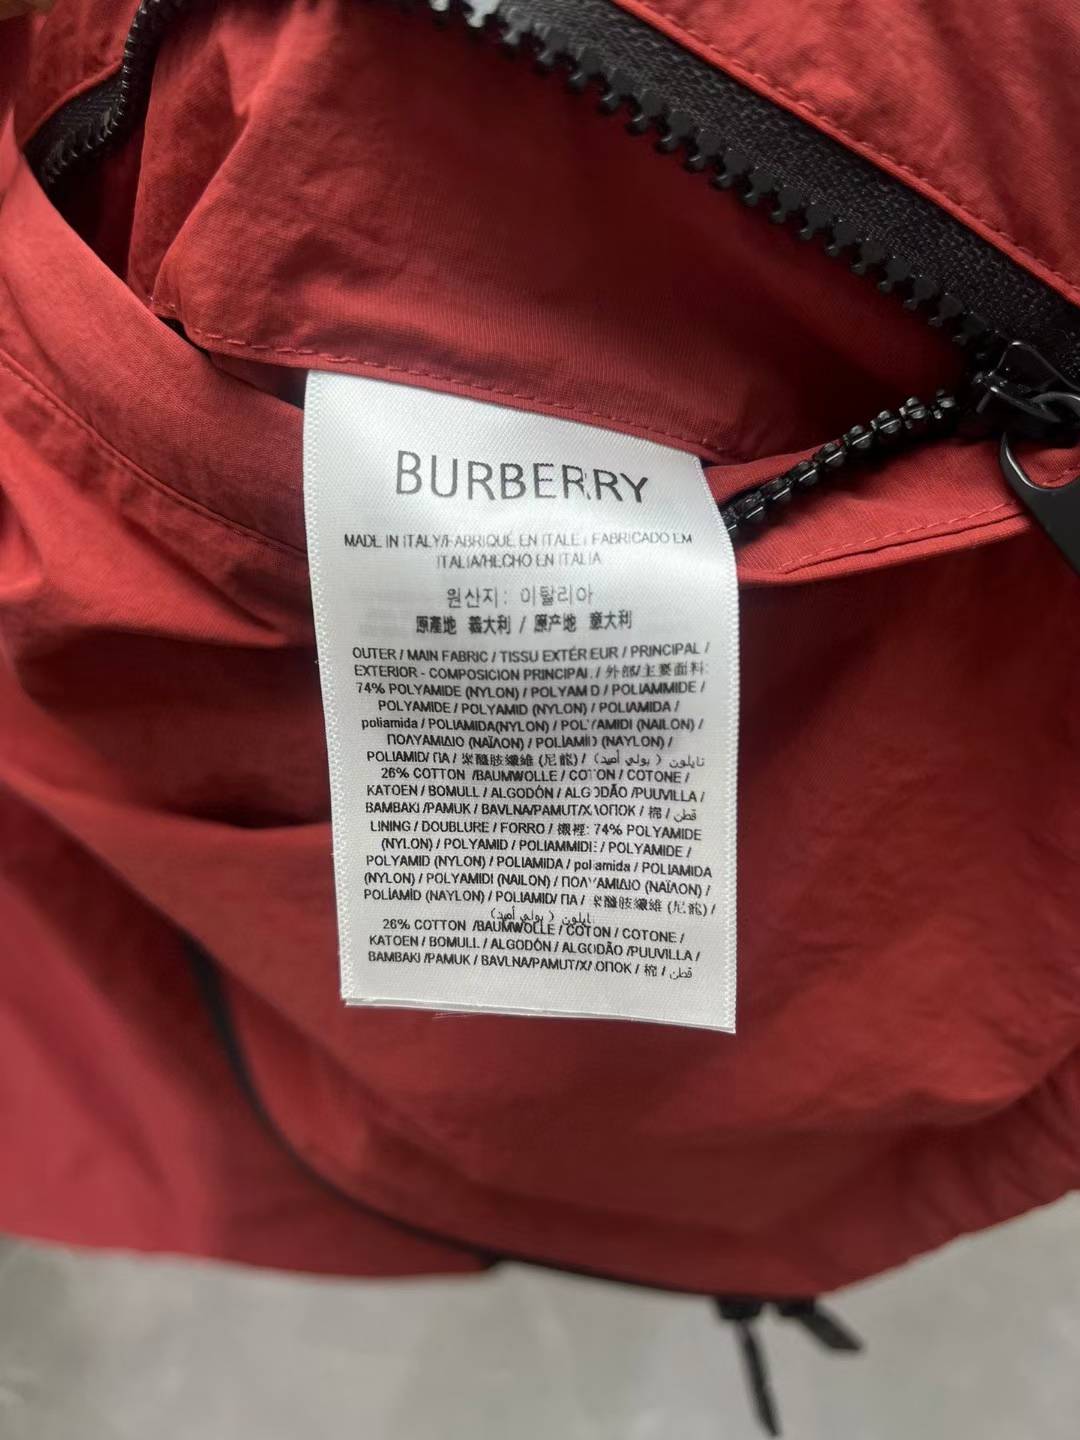 BURBERRY
MADE IN ITALY/FABRIQUÉ EN ITALE / FABRICADO EM
ITALIA/HECHO EN ITALIA
원산지: 이탈리아
原產地 義大利 / 原产地 意大利
OUTER / MAIN FABRIC / TISSU EXTÉRIEUR / PRINCIPAL /
EXTERIOR - COMPOSICION PRINCIPAL / 外部/主要面料:
74% POLYAMIDE (NYLON) / POLYAMID / POLIAMMIDE /
POLYAMIDE / POLYAMID (NYLON) / POLIAMIDA /
poliamida / POLIAMIDA(NYLON) / POLYAMIDI (NAILON) /
ΠΟΛΥΑΜΙΔΙΟ (ΝΑΪΛΟΝ) / POLIAMID (NAYLON) /
POLIAMID/ ПА / 聚醯胺纖維 (尼龍) / نايلون ( بولي أميد)
26% COTTON /BAUMWOLLE / COTON / COTONE /
KATOEN / BOMULL / ALGODÓN / ALGODÃO /PUUVILLA /
BAMBAKI /PAMUK / BAVLNA/PAMUT/ХЛОПОК / 棉 / قطن
LINING / DOUBLURE / FORRO / 襯裡: 74% POLYAMIDE
(NYLON) / POLYAMID / POLIAMMIDE / POLYAMIDE /
POLYAMID (NYLON) / POLIAMIDA / poliamida / POLIAMIDA
(NYLON) / POLYAMIDI (NAILON) / ΠΟΛΥΑΜΙΔΙΟ (ΝΑΪΛΟΝ) /
POLIAMID (NAYLON) / POLIAMID/ ПА / 聚醯胺纖維 (尼龍) /
نايلون ( بولي أميد)
26% COTTON /BAUMWOLLE / COTON / COTONE /
KATOEN / BOMULL / ALGODÓN / ALGODÃO /PUUVILLA /
BAMBAKI /PAMUK / BAVLNA/PAMUT/ХЛОПОК / 棉 / قطن